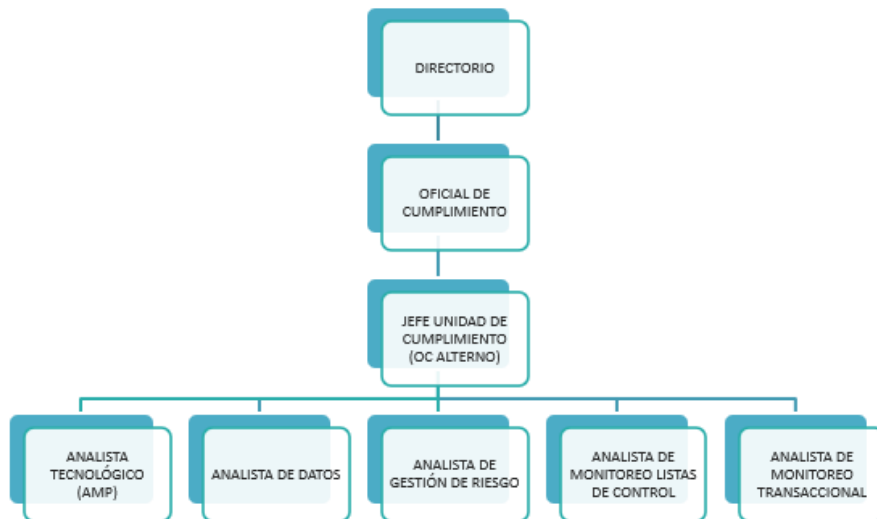 DIRECTORIO
OFICIAL DE
CUMPLIMIENTO
JEFE UNIDAD DE
CUMPLIMIENTO
(OC ALTERNO)
ANALISTA
TECNOLÓGICO
(AMP)
ANALISTA DE DATOS
ANALISTA DE
GESTIÓN DE RIESGO
ANALISTA DE
MONITOREO LISTAS
DE CONTROL
ANALISTA DE
MONITOREO
TRANSACCIONAL